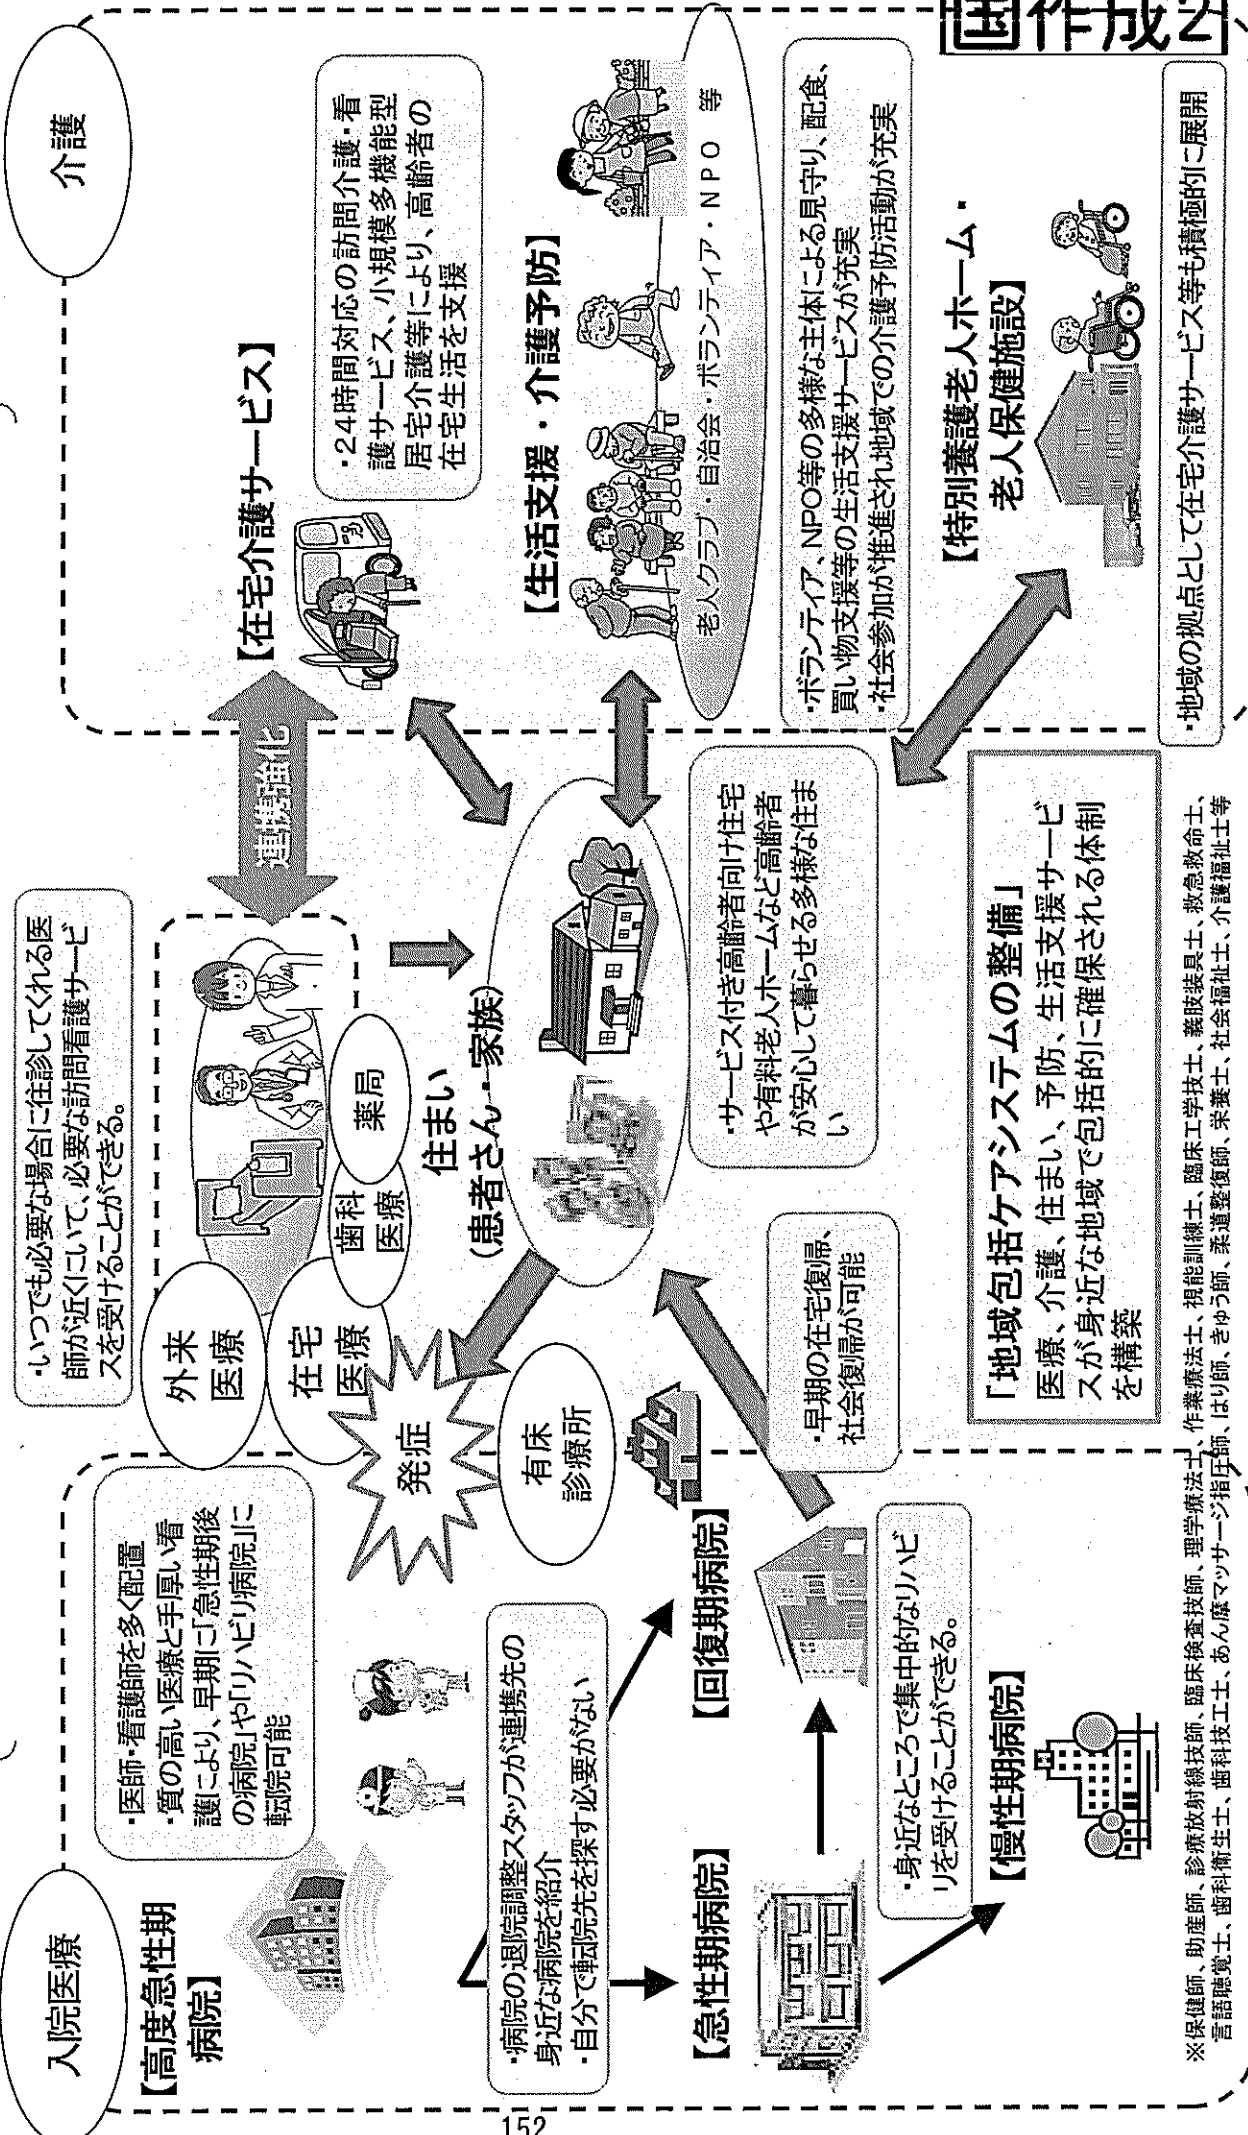 国作成2
入院医療
【高度急性期
病院】
・医師・看護師を多く配置
・質の高い医療と手厚い看
護により、早期に「急性期後
の病院」や「リハビリ病院」に
転院可能
・病院の退院調整スタッフが連携先の
身近な病院を紹介
・自分で転院先を探す必要がない
【急性期病院】
【回復期病院】
・身近なところで集中的なリハビ
リを受けることができる。
【慢性期病院】
・いつでも必要な場合に往診してくれる医
師が近くにいて、必要な訪問看護サービ
スを受けることができる。
外来
医療
在宅
医療
歯科
医療
薬局
発症
有床
診療所
連携強化
住まい
(患者さん・家族)
・サービス付き高齢者向け住宅
や有料老人ホームなど高齢者
が安心して暮らせる多様な住ま
い
・早期の在宅復帰、
社会復帰が可能
「地域包括ケアシステムの整備」
医療、介護、住まい、予防、生活支援サービ
スが身近な地域で包括的に確保される体制
を構築
介護
【在宅介護サービス】
・24時間対応の訪問介護・看
護サービス、小規模多機能型
居宅介護等により、高齢者の
在宅生活を支援
【生活支援・介護予防】
老人クラブ・自治会・ボランティア・NPO 等
・ボランティア、NPO等の多様な主体による見守り、配食、
買い物支援等の生活支援サービスが充実
・社会参加が推進され地域での介護予防活動が充実
【特別養護老人ホーム・
老人保健施設】
・地域の拠点として在宅介護サービス等も積極的に展開
※保健師、助産師、診療放射線技師、臨床検査技師、理学療法士、作業療法士、視能訓練士、臨床工学技士、義肢装具士、救急救命士、
言語聴覚士、歯科衛生士、歯科技工士、あん摩マッサージ指圧師、はり師、きゅう師、柔道整復師、栄養士、社会福祉士、介護福祉士等
152